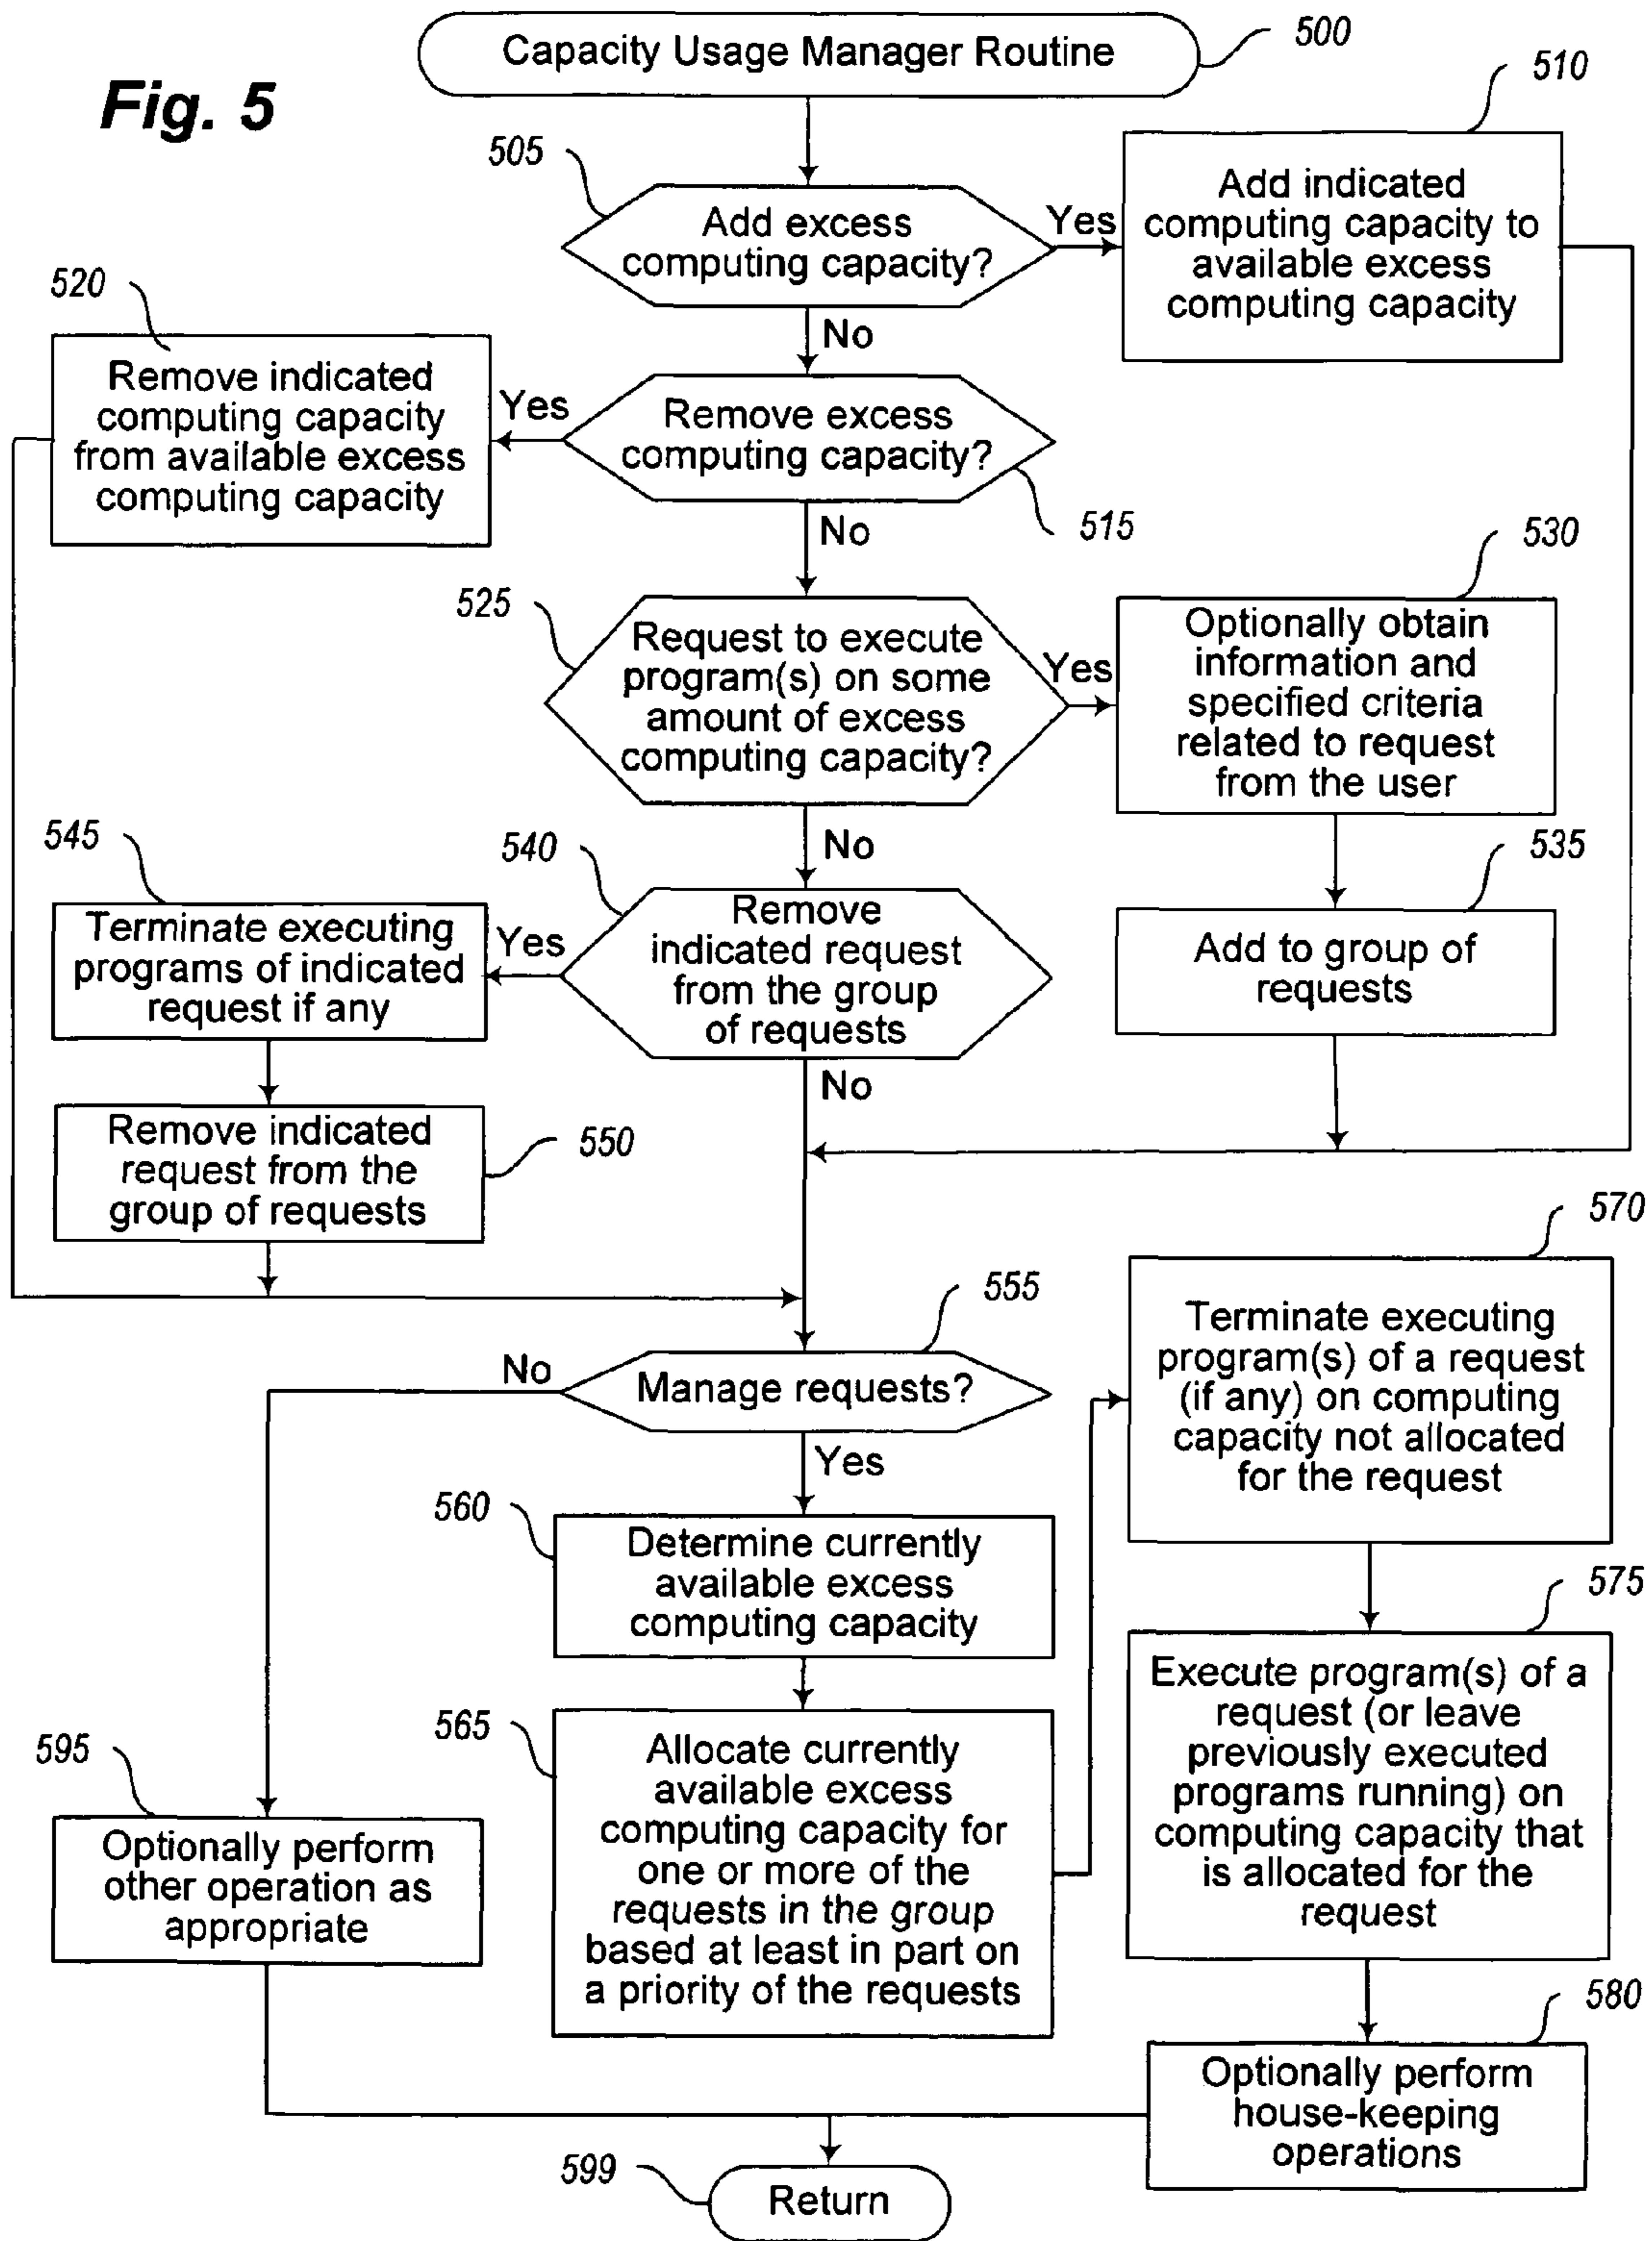 Fig. 5
Capacity Usage Manager Routine
500
505
Add excess
computing capacity?
Yes
510
Add indicated
computing capacity to
available excess
computing capacity
No
520
Remove indicated
computing capacity
from available excess
computing capacity
Yes
Remove excess
computing capacity?
515
No
525
Request to execute
program(s) on some
amount of excess
computing capacity?
Yes
530
Optionally obtain
information and
specified criteria
related to request
from the user
No
535
Add to group of
requests
545
Terminate executing
programs of indicated
request if any
Yes
540
Remove
indicated request
from the group
of requests
No
Remove indicated
request from the
group of requests
550
555
Manage requests?
No
Yes
560
Determine currently
available excess
computing capacity
565
Allocate currently
available excess
computing capacity for
one or more of the
requests in the group
based at least in part on
a priority of the requests
570
Terminate executing
program(s) of a request
(if any) on computing
capacity not allocated
for the request
575
Execute program(s) of a
request (or leave
previously executed
programs running) on
computing capacity that
is allocated for the
request
595
Optionally perform
other operation as
appropriate
580
Optionally perform
house-keeping
operations
599
Return